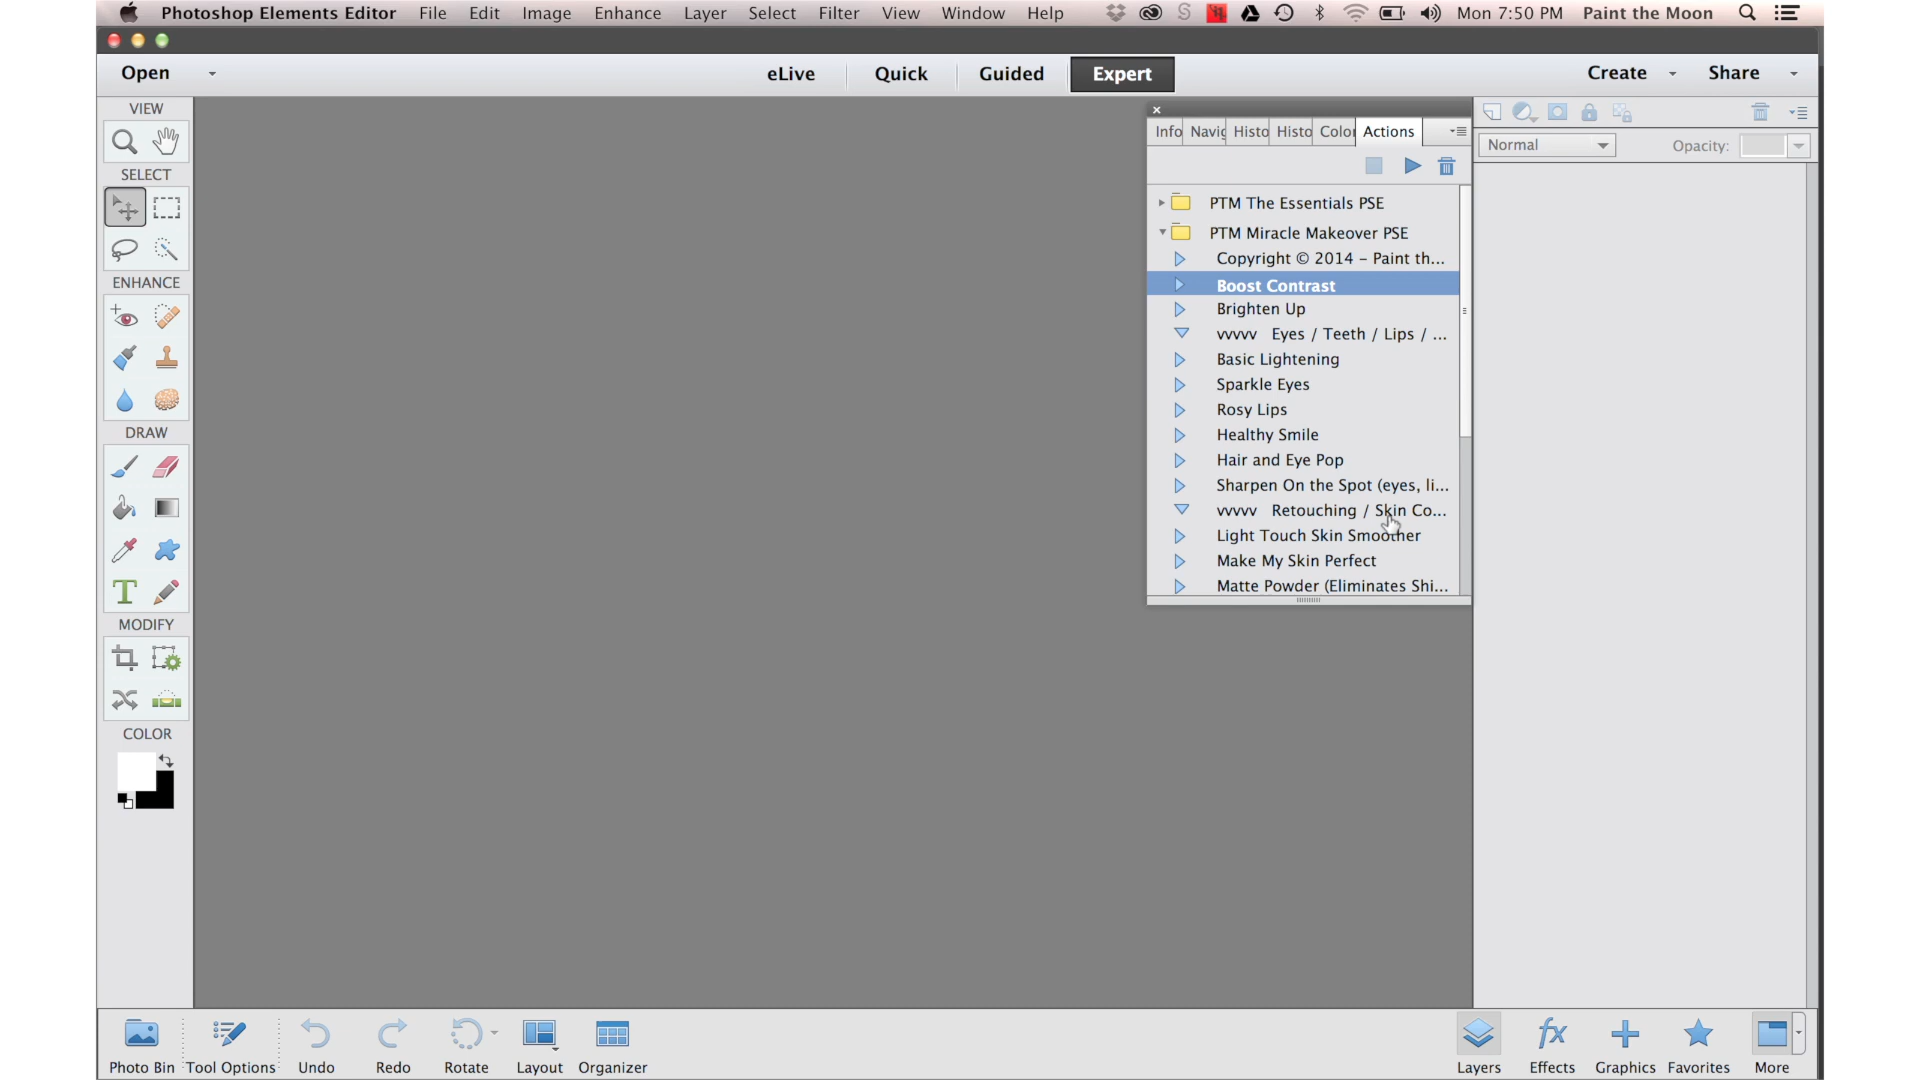 Photoshop Elements Editor File Edit Image Enhance Layer Select Filter View Window Help Mon 7:50 PM Paint the Moon
Open eLive Quick Guided Expert Create Share
VIEW
SELECT
ENHANCE
DRAW
MODIFY
COLOR
Info Navig Histo Histo Color Actions
PTM The Essentials PSE
PTM Miracle Makeover PSE
Copyright © 2014 – Paint th...
Boost Contrast
Brighten Up
vvvvv Eyes / Teeth / Lips / ...
Basic Lightening
Sparkle Eyes
Rosy Lips
Healthy Smile
Hair and Eye Pop
Sharpen On the Spot (eyes, li...
vvvvv Retouching / Skin Co...
Light Touch Skin Smoother
Make My Skin Perfect
Matte Powder (Eliminates Shi...
Normal Opacity:
Photo Bin Tool Options Undo Redo Rotate Layout Organizer Layers Effects Graphics Favorites More